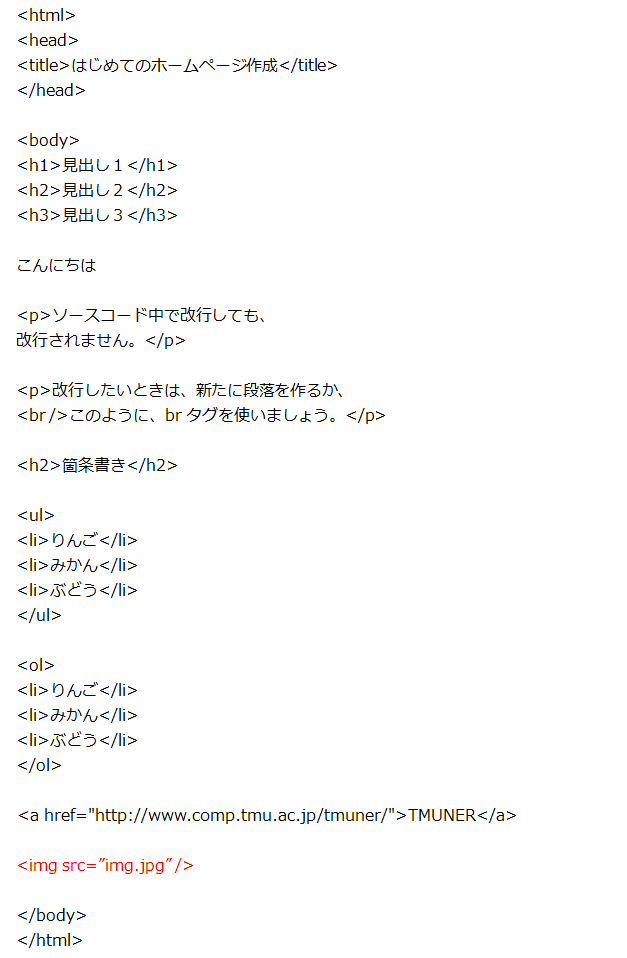 <html>
<head>
<title>はじめてのホームページ作成</title>
</head>
<body>
<h1>見出し１</h1>
<h2>見出し２</h2>
<h3>見出し３</h3>
こんにちは
<p>ソースコード中で改行しても、
改行されません。</p>
<p>改行したいときは、新たに段落を作るか、
<br/>このように、br タグを使いましょう。</p>
<h2>箇条書き</h2>
<ul>
<li>りんご</li>
<li>みかん</li>
<li>ぶどう</li>
</ul>
<ol>
<li>りんご</li>
<li>みかん</li>
<li>ぶどう</li>
</ol>
<a href="http://www.comp.tmu.ac.jp/tmuner/">TMUNER</a>
<img src=”img.jpg”/>
</body>
</html>